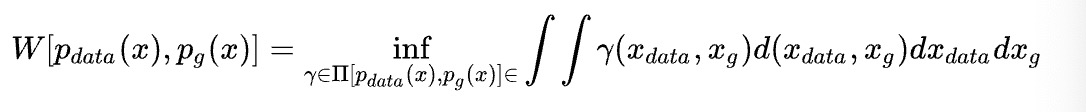 W[p_{data}(x), p_g(x)] = \inf_{\gamma \in \Pi[p_{data}(x), p_g(x)] \in} \int \int \gamma(x_{data}, x_g) d(x_{data}, x_g) dx_{data} dx_g